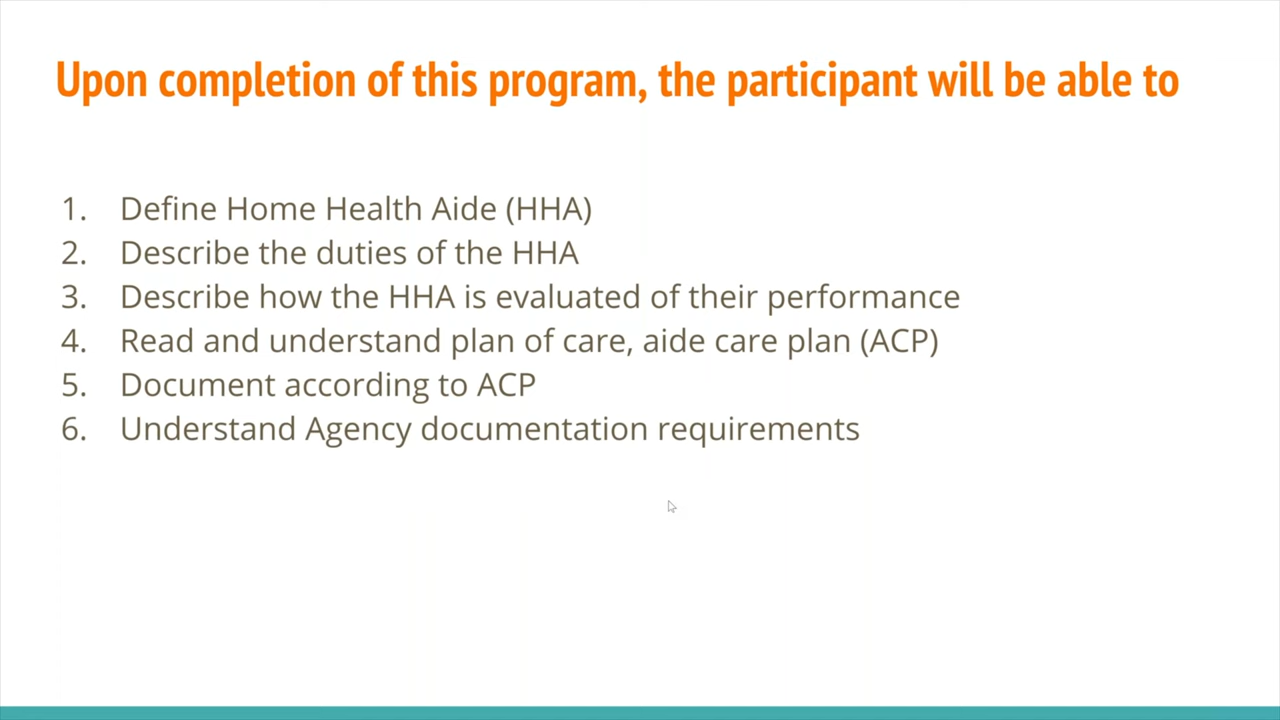 Upon completion of this program, the participant will be able to
1. Define Home Health Aide (HHA)
2. Describe the duties of the HHA
3. Describe how the HHA is evaluated of their performance
4. Read and understand plan of care, aide care plan (ACP)
5. Document according to ACP
6. Understand Agency documentation requirements